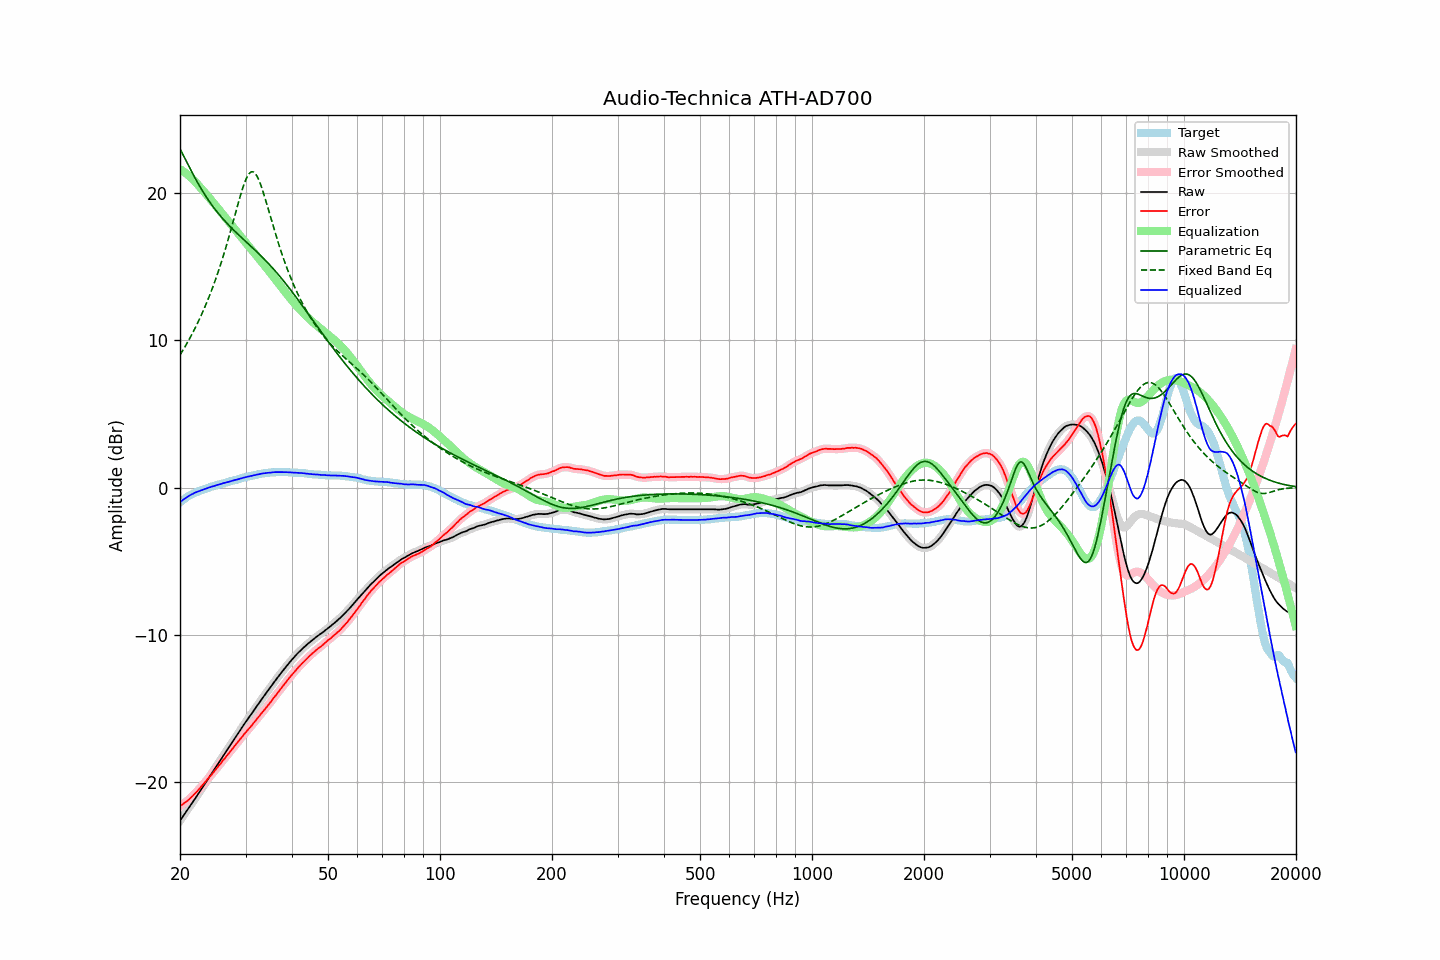 Audio-Technica ATH-AD700
Target
Raw Smoothed
Error Smoothed
Raw
Error
Equalization
Parametric Eq
Fixed Band Eq
Equalized
Amplitude (dBr)
20
10
0
−10
−20
20 50 100 200 500 1000 2000 5000 10000 20000
Frequency (Hz)